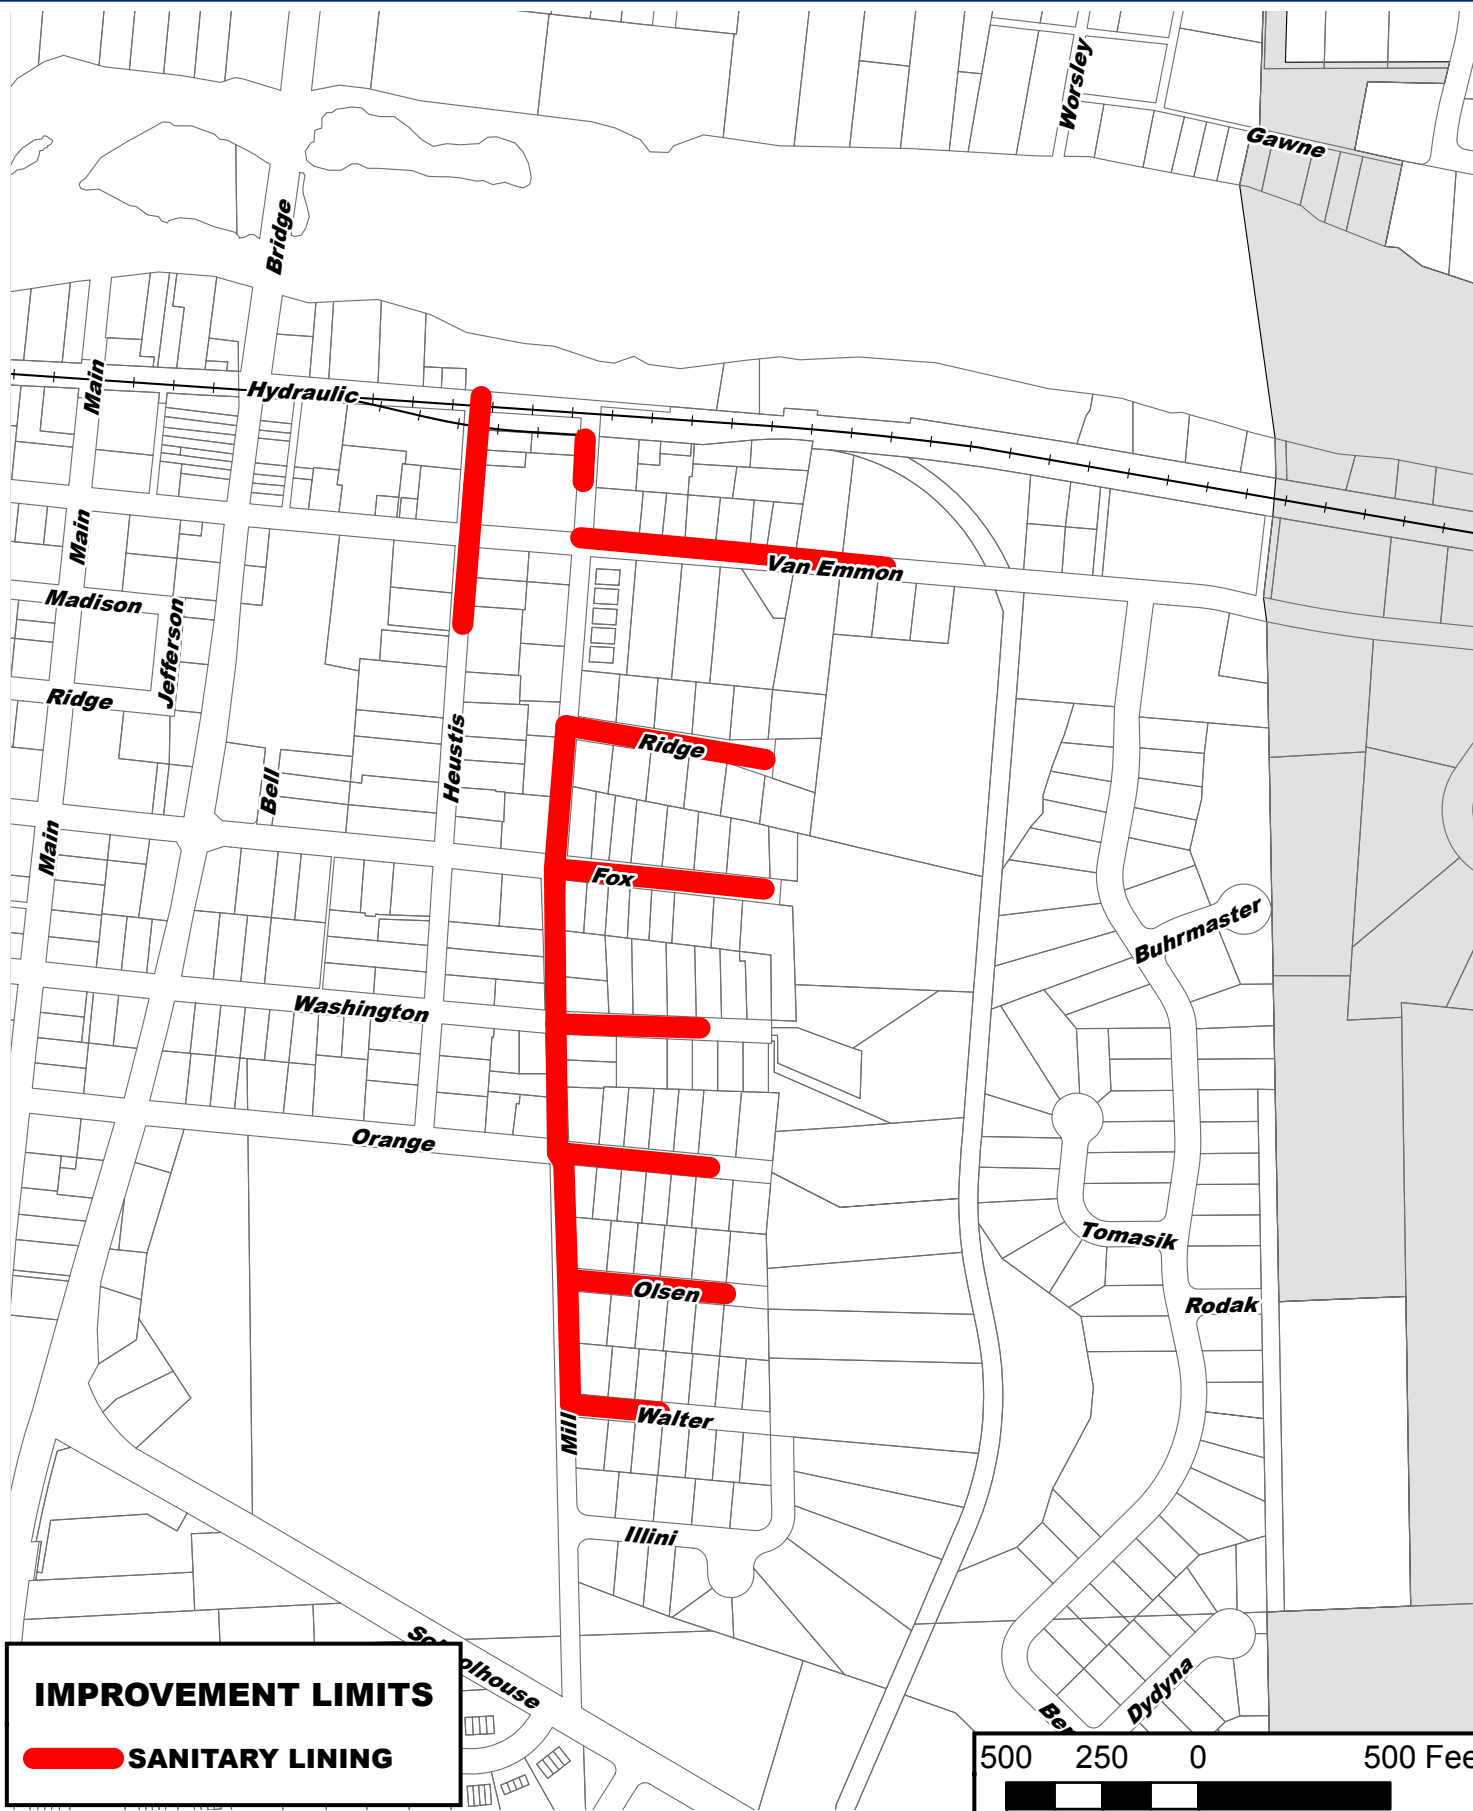 Worsley
Gawne
Bridge
Main
Hydraulic
Main
Van Emmon
Madison
Jefferson
Ridge
Heustis
Ridge
Bell
Main
Fox
Buhrmaster
Washington
Orange
Tomasik
Olsen
Rodak
Walter
Mill
Illini
IMPROVEMENT LIMITS
SANITARY LINING
Dydyna
500 250 0 500 Fee